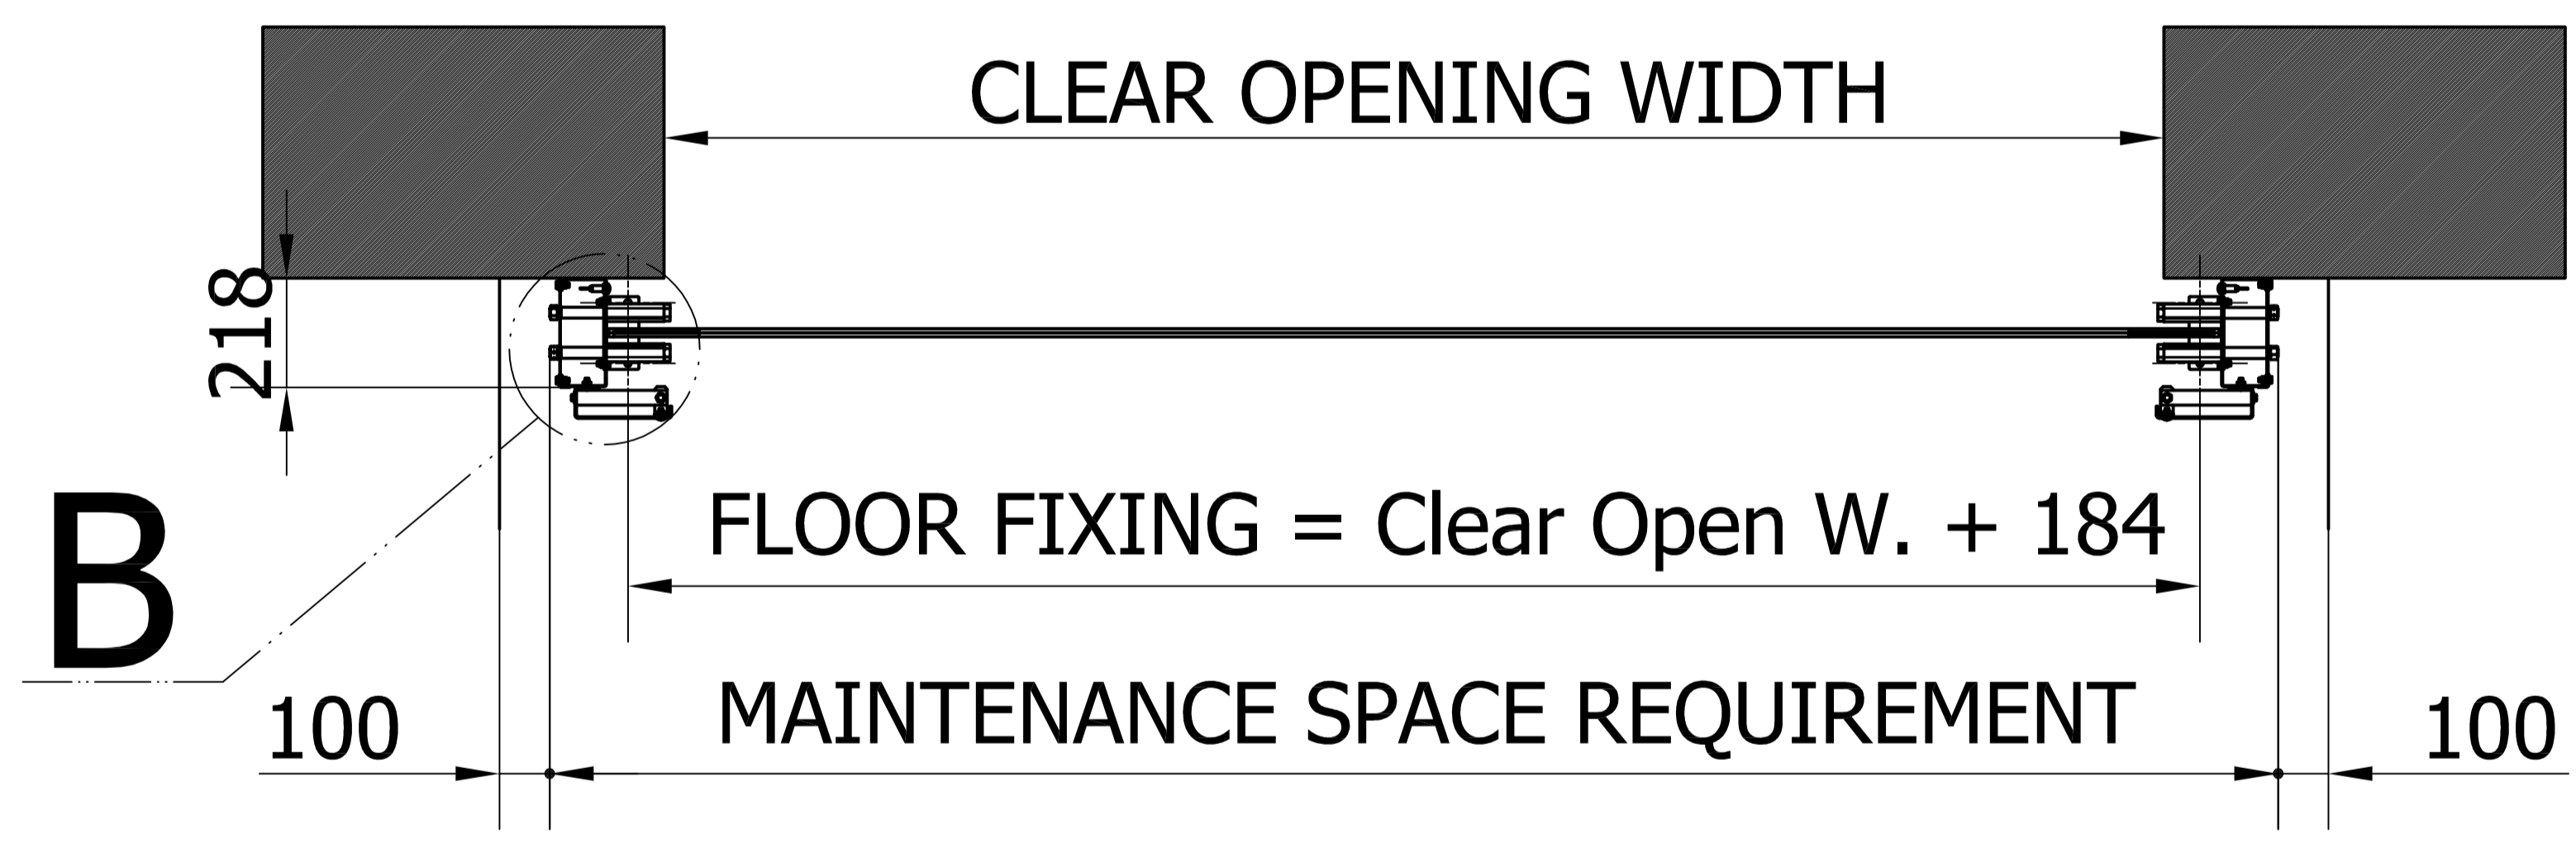 CLEAR OPENING WIDTH
218
FLOOR FIXING = Clear Open W. + 184
B
100
MAINTENANCE SPACE REQUIREMENT
100